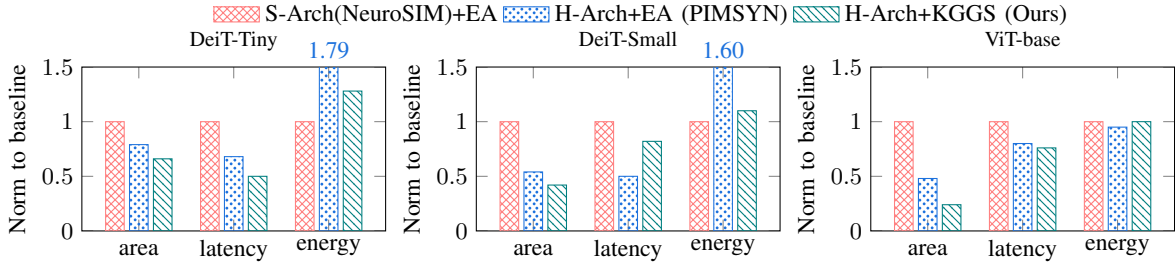 S-Arch(NeuroSIM)+EA H-Arch+EA (PIMSYN) H-Arch+KGGS (Ours)
DeiT-Tiny
Norm to baseline
1.5
1
0.5
0
1.79
area latency energy
DeiT-Small
Norm to baseline
1.5
1
0.5
0
1.60
area latency energy
ViT-base
Norm to baseline
1.5
1
0.5
0
area latency energy